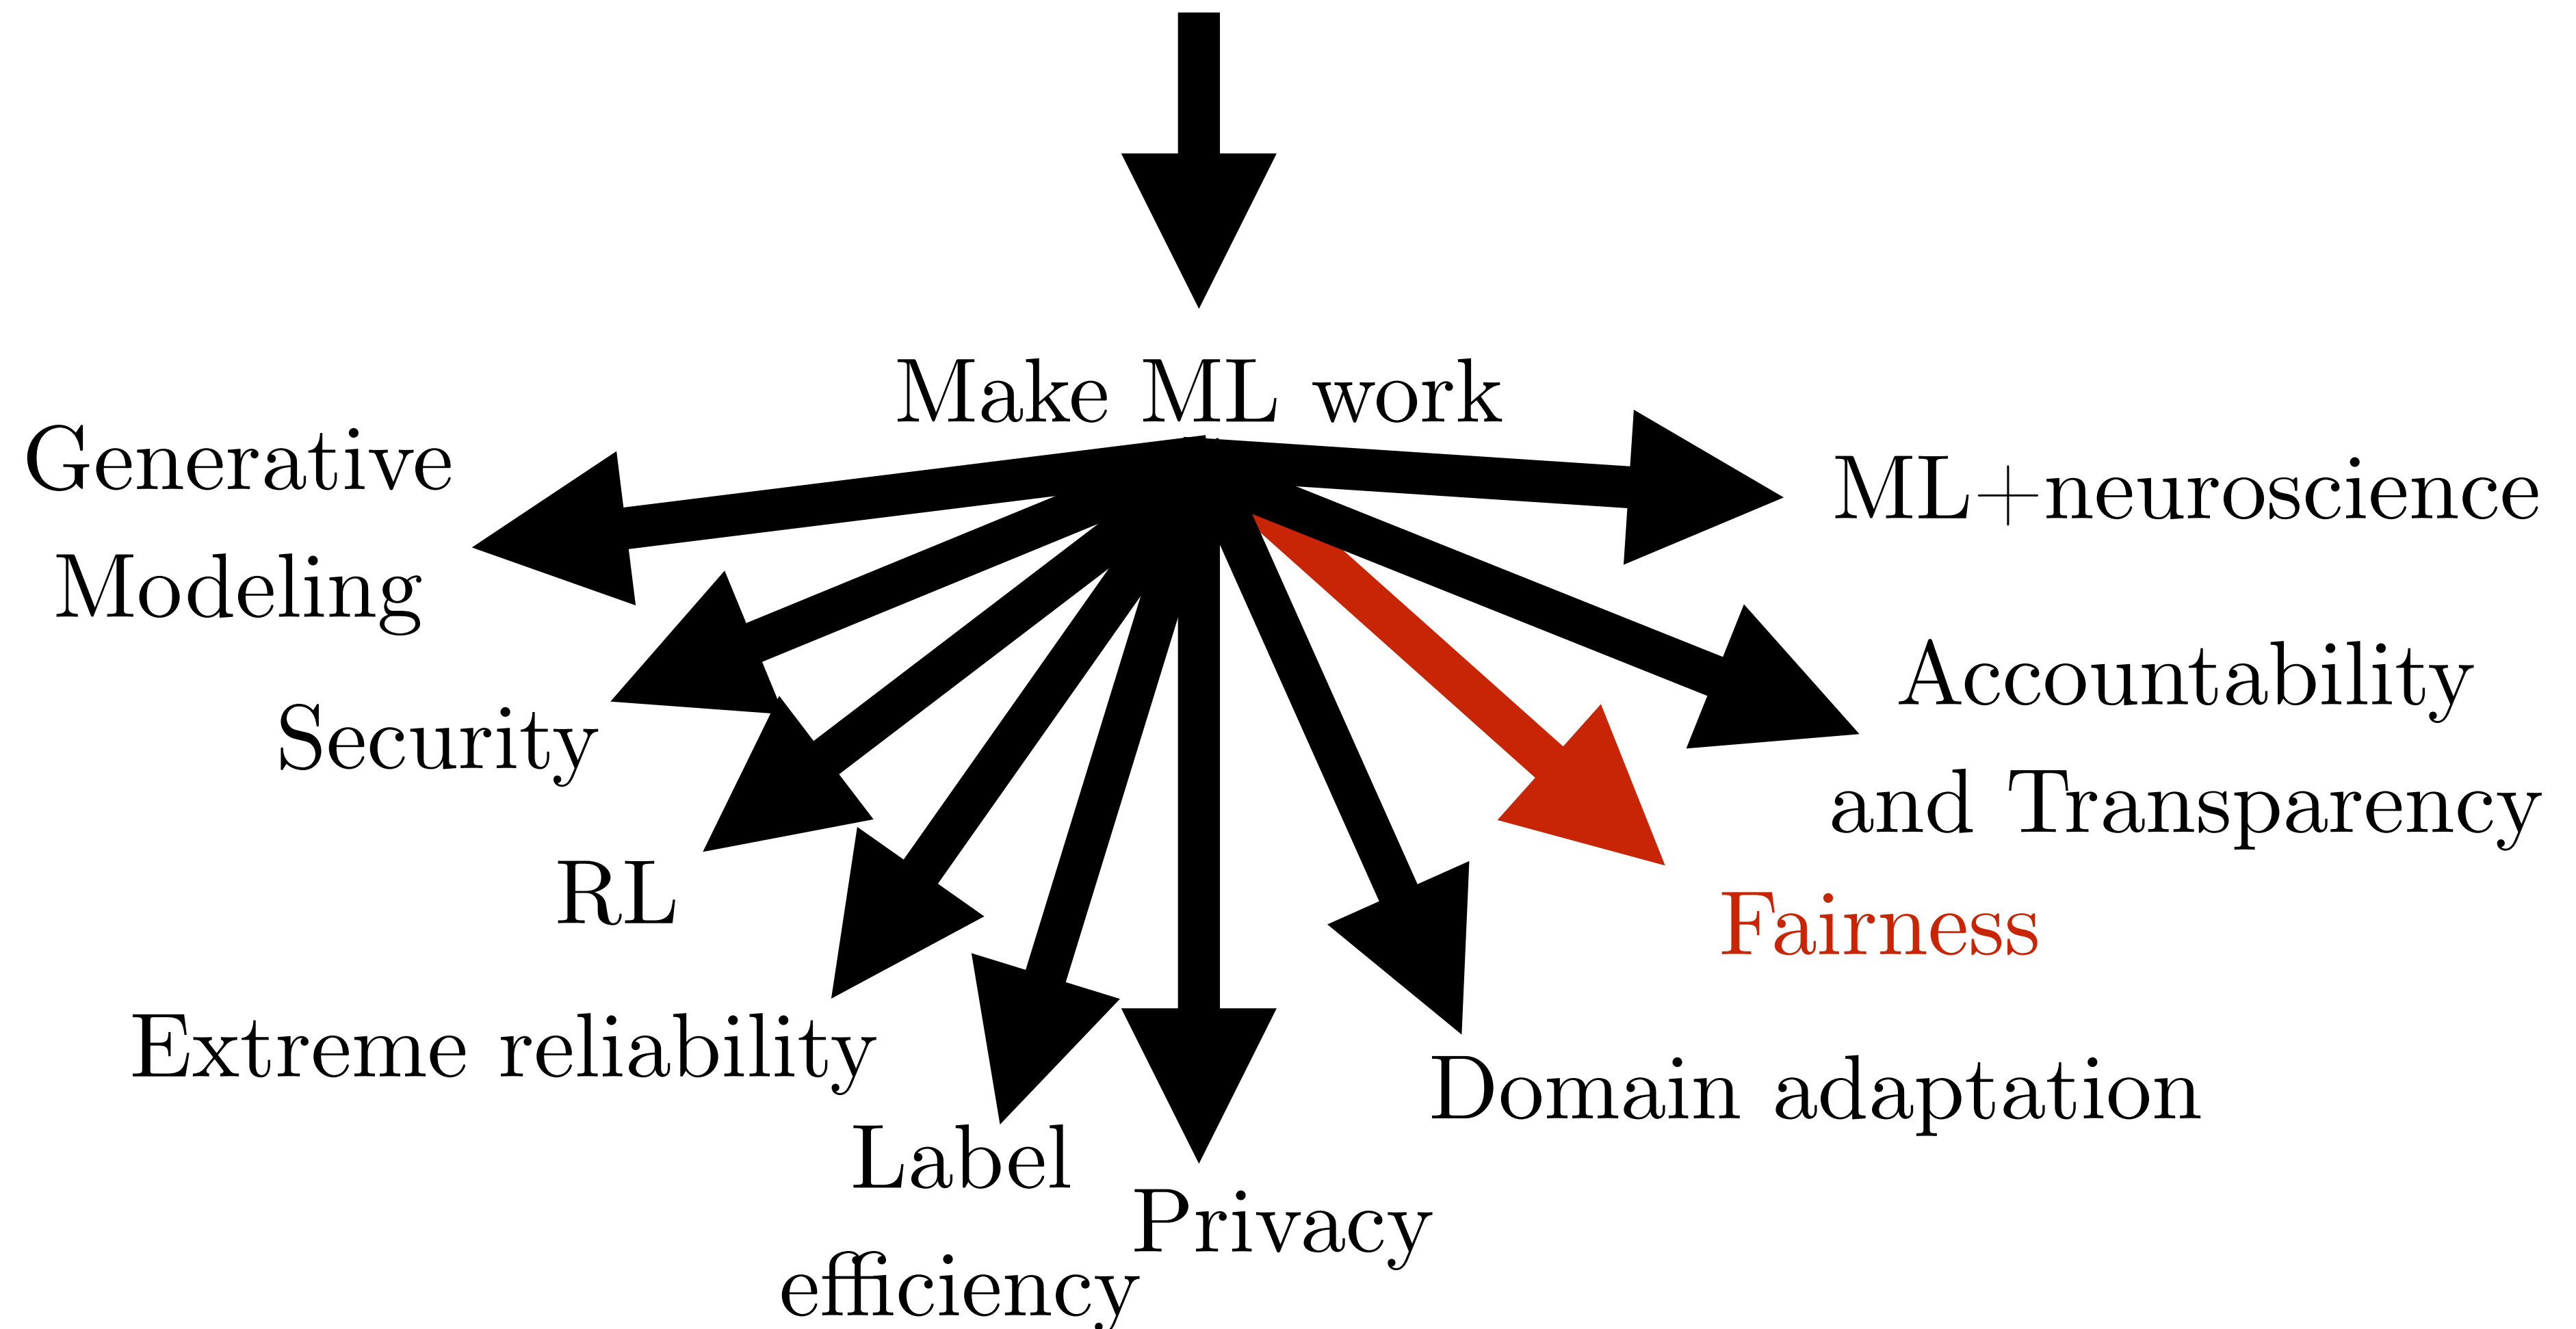 Make ML work
Generative
Modeling
ML+neuroscience
Accountability
and Transparency
Security
RL
Fairness
Extreme reliability
Domain adaptation
Label
efficiency
Privacy